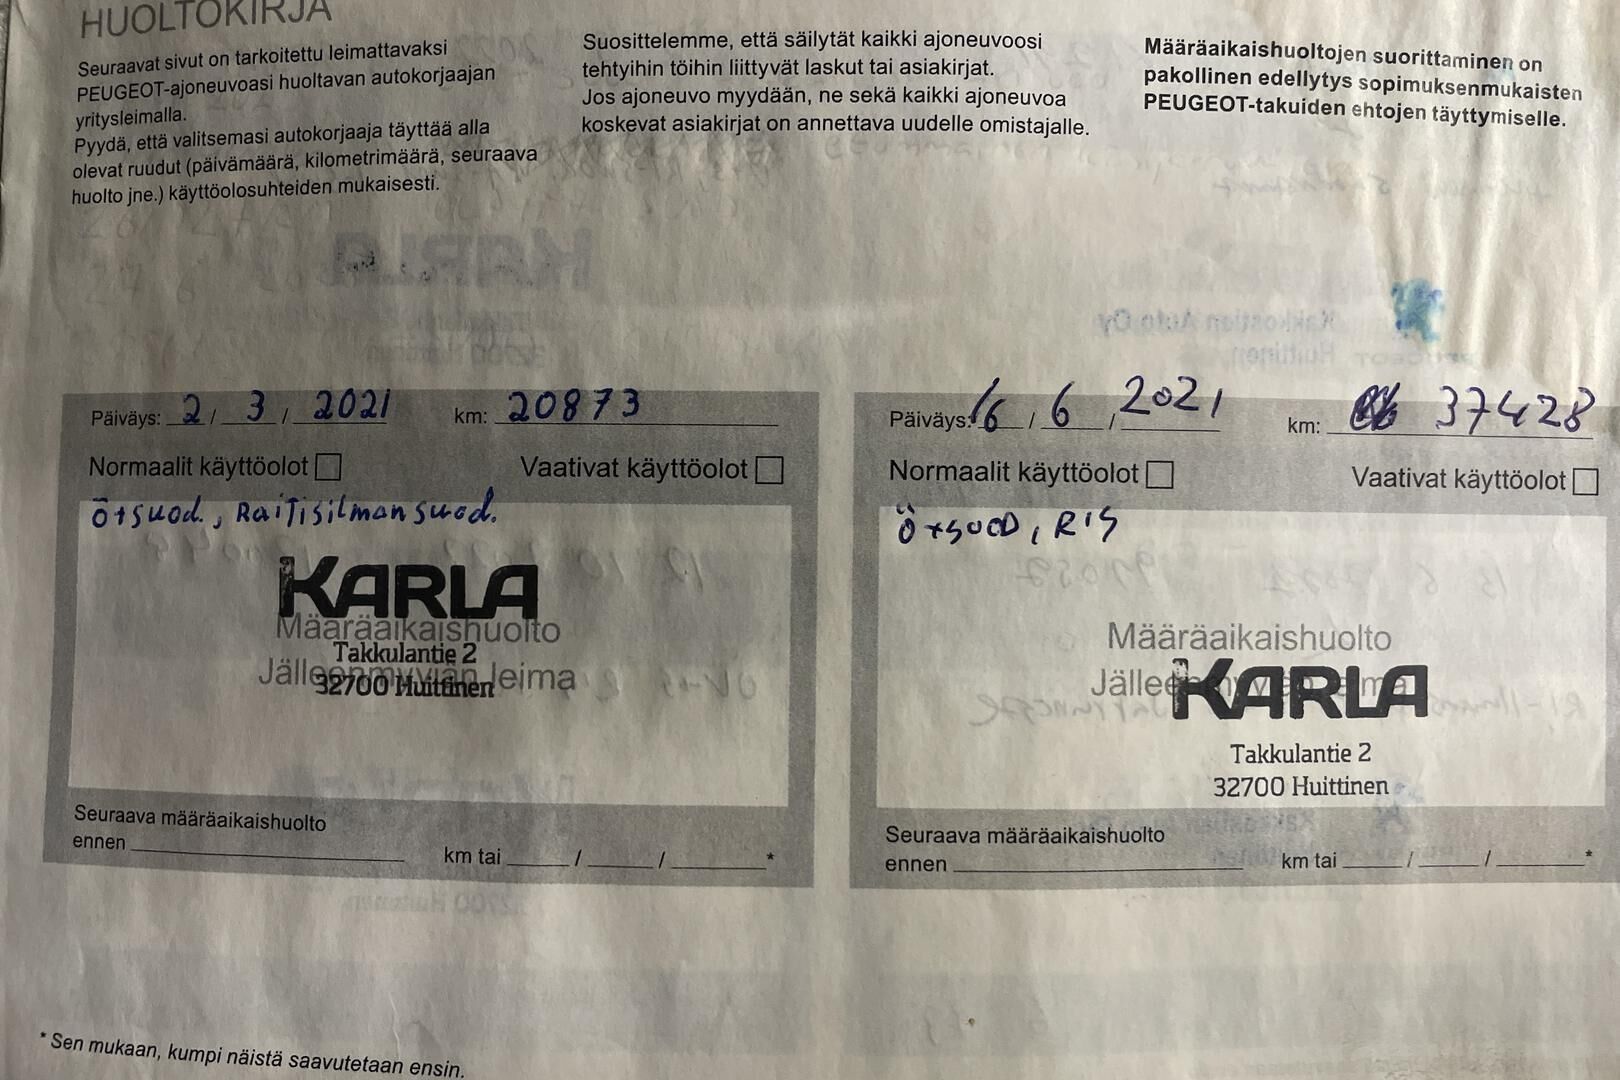 HUOLTOKIRJA
Seuraavat sivut on tarkoitettu leimattavaksi
PEUGEOT-ajoneuvoasi huoltavan autokorjaajan
yritysleimalla.
Pyydä, että valitsemasi autokorjaaja täyttää alla
olevat ruudut (päivämäärä, kilometrimäärä, seuraava
huolto jne.) käyttöolosuhteiden mukaisesti.
Suosittelemme, että säilytät kaikki ajoneuvoosi
tehtyihin töihin liittyvät laskut tai asiakirjat.
Jos ajoneuvo myydään, ne sekä kaikki ajoneuvoa
koskevat asiakirjat on annettava uudelle omistajalle.
Määräaikaishuoltojen suorittaminen on
pakollinen edellytys sopimuksenmukaisten
PEUGEOT-takuiden ehtojen täyttymiselle.
Päiväys: 2 / 3 / 2021 km: 20873
Normaalit käyttöolot Vaativat käyttöolot
Ö+suod., Raitisilmansuod.
KARLA
Määräaikaishuolto
Takkulantie 2
Jälleenmyyjän leima
32700 Huittinen
Seuraava määräaikaishuolto
ennen km tai / / *
Päiväys: 16 / 6 / 2021 km: 37428
Normaalit käyttöolot Vaativat käyttöolot
Ö+SUOD, RIS
Määräaikaishuolto
Jälleenmyyjän leima
KARLA
Takkulantie 2
32700 Huittinen
Seuraava määräaikaishuolto
ennen km tai / / *
* Sen mukaan, kumpi näistä saavutetaan ensin.